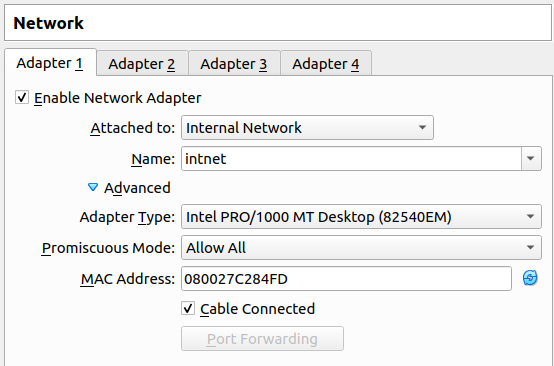 Network
Adapter 1 Adapter 2 Adapter 3 Adapter 4
Enable Network Adapter
Attached to: Internal Network
Name: intnet
Advanced
Adapter Type: Intel PRO/1000 MT Desktop (82540EM)
Promiscuous Mode: Allow All
MAC Address: 080027C284FD
Cable Connected
Port Forwarding